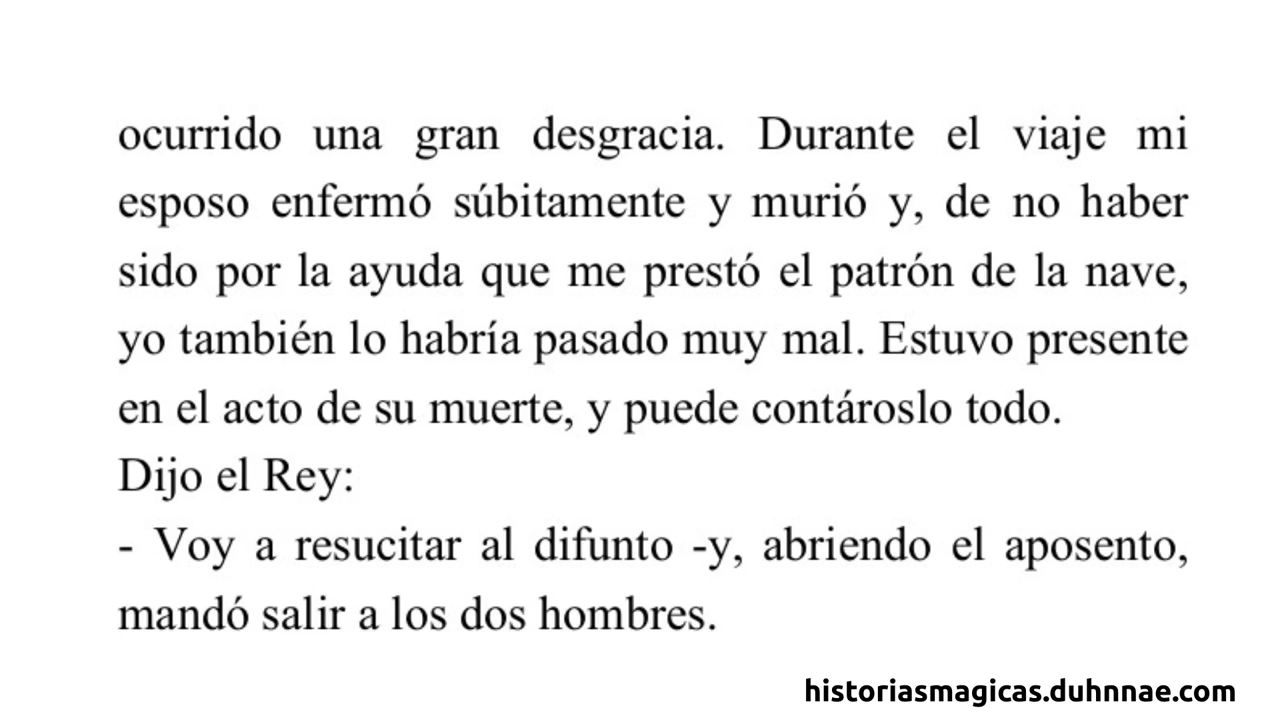 ocurrido una gran desgracia. Durante el viaje mi
esposo enfermó súbitamente y murió y, de no haber
sido por la ayuda que me prestó el patrón de la nave,
yo también lo habría pasado muy mal. Estuvo presente
en el acto de su muerte, y puede contároslo todo.
Dijo el Rey:
- Voy a resucitar al difunto -y, abriendo el aposento,
mandó salir a los dos hombres.
historiasmagicas.duhnnae.com